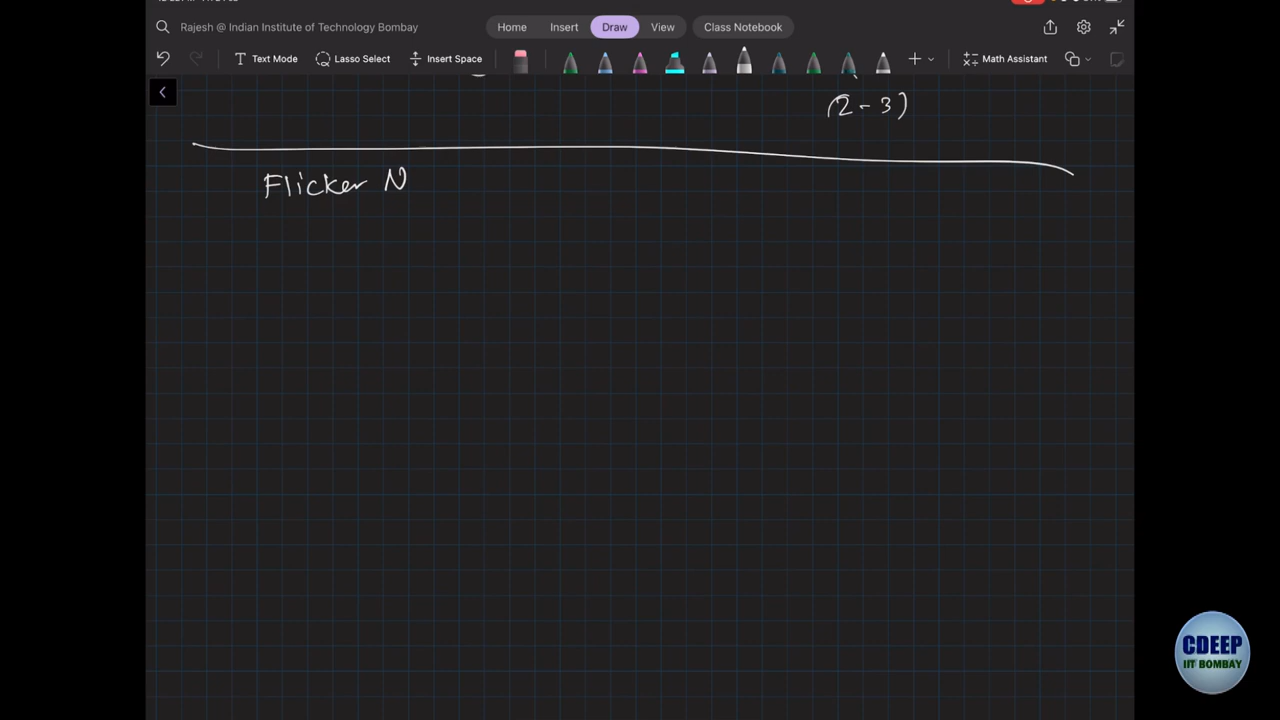 Rajesh @ Indian Institute of Technology Bombay
Home Insert Draw View Class Notebook
Text Mode Lasso Select Insert Space Math Assistant
(2-3)
Flicker N
CDEEP
IIT BOMBAY